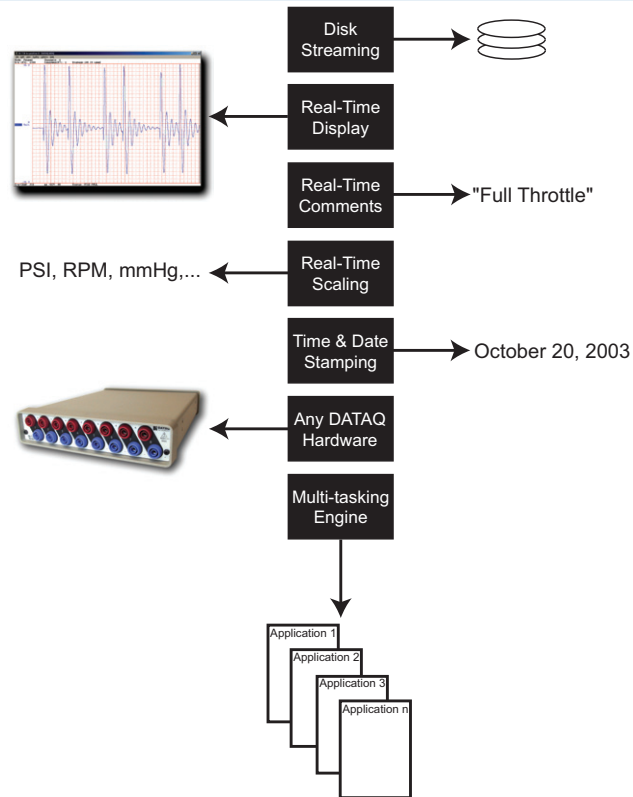 Disk
Streaming
Real-Time
Display
Real-Time
Comments
"Full Throttle"
Real-Time
Scaling
PSI, RPM, mmHg,...
Time & Date
Stamping
October 20, 2003
Any DATAQ
Hardware
Multi-tasking
Engine
Application 1
Application 2
Application 3
Application n